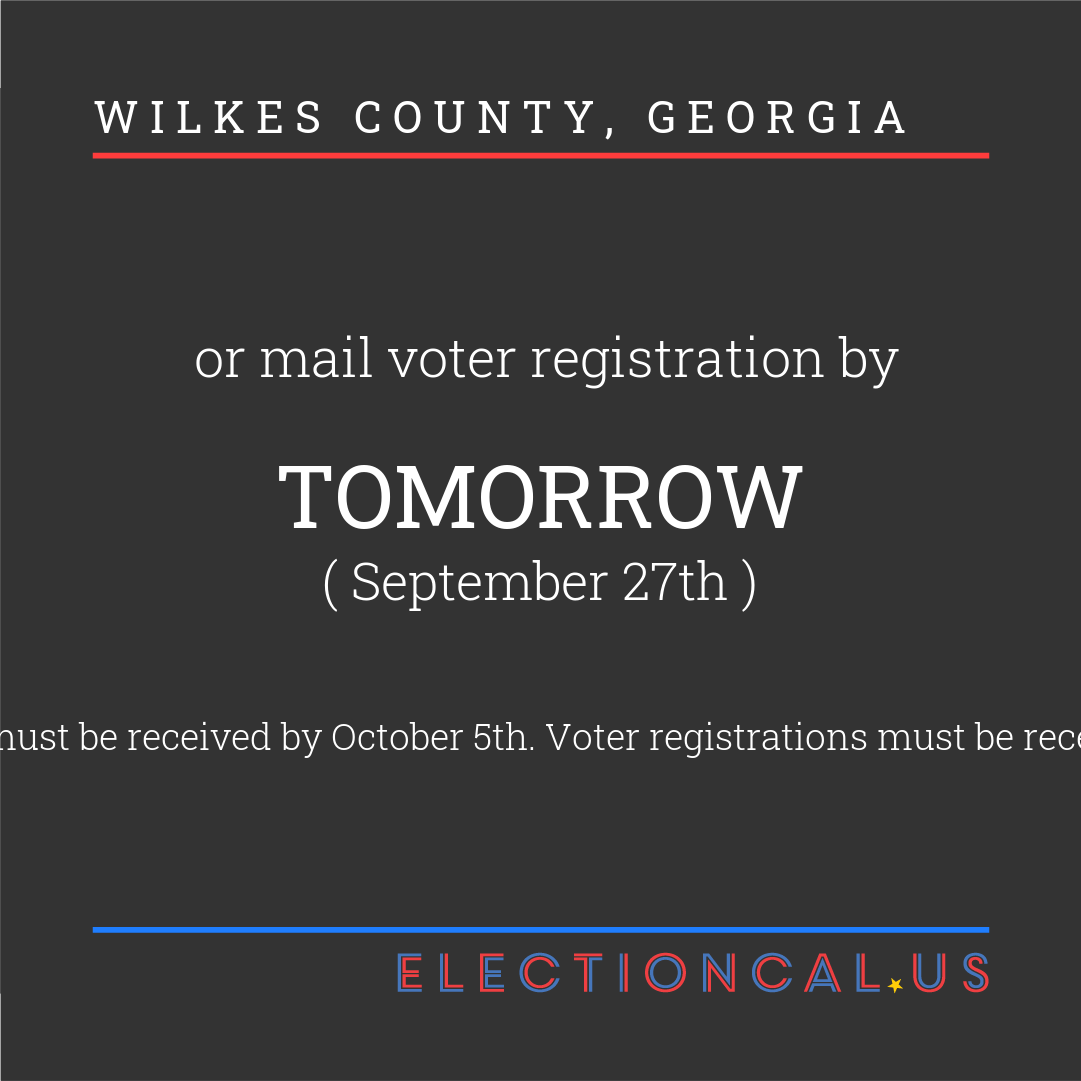 WILKES COUNTY, GEORGIA
or mail voter registration by
TOMORROW
( September 27th )
must be received by October 5th. Voter registrations must be
ELECTIONCAL.US